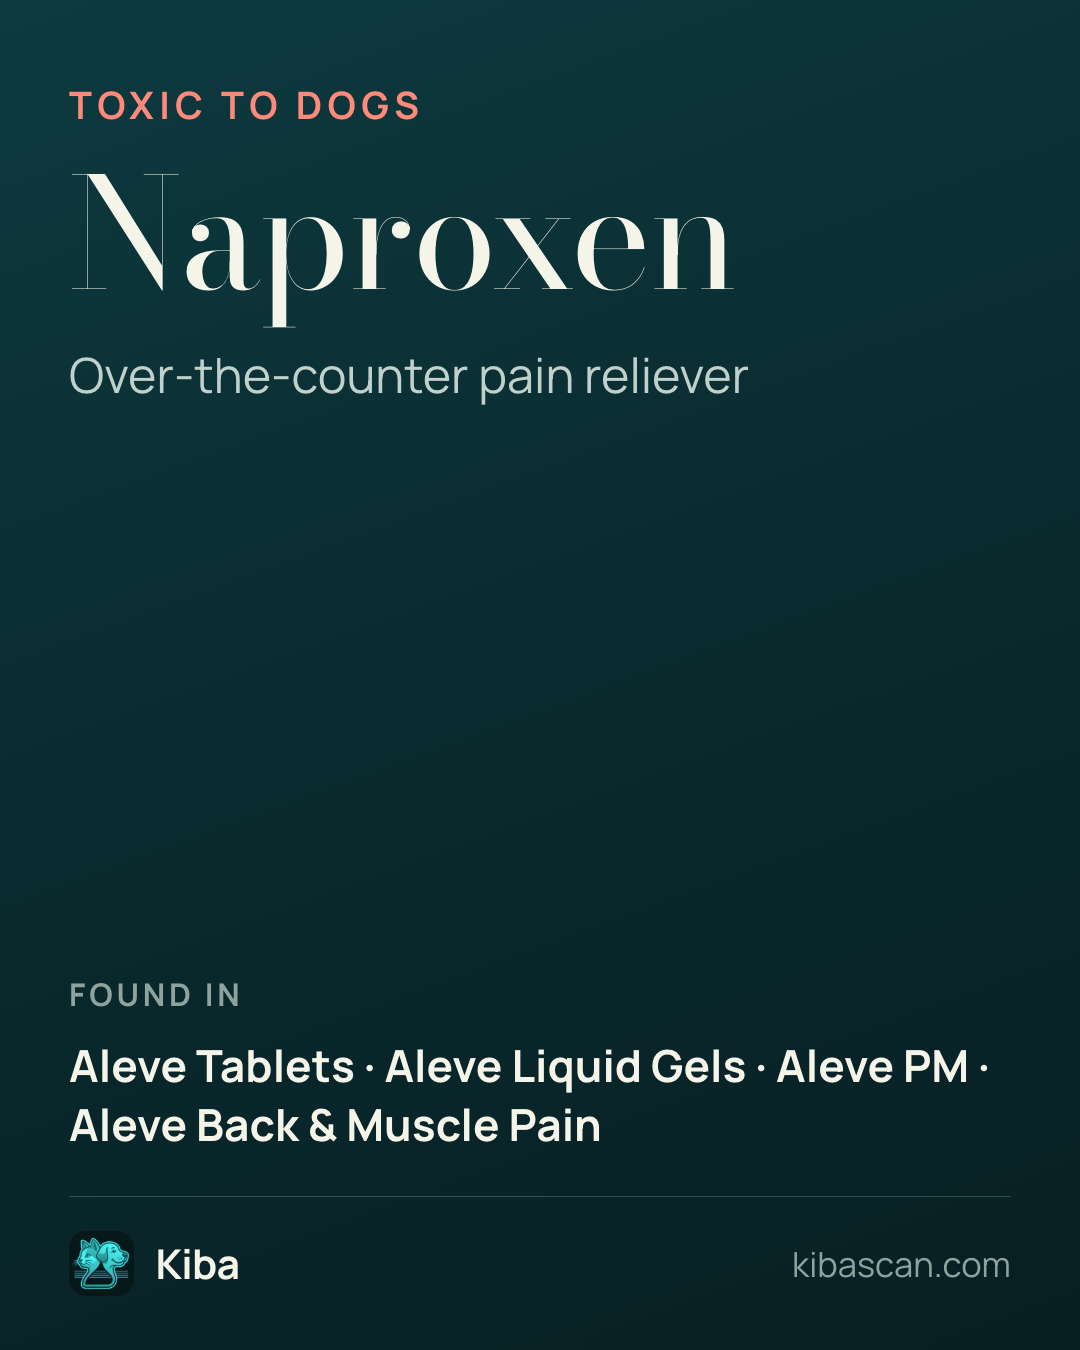 TOXIC TO DOGS
Naproxen
Over-the-counter pain reliever
FOUND IN
Aleve Tablets · Aleve Liquid Gels · Aleve PM ·
Aleve Back & Muscle Pain
Kiba
kibascan.com